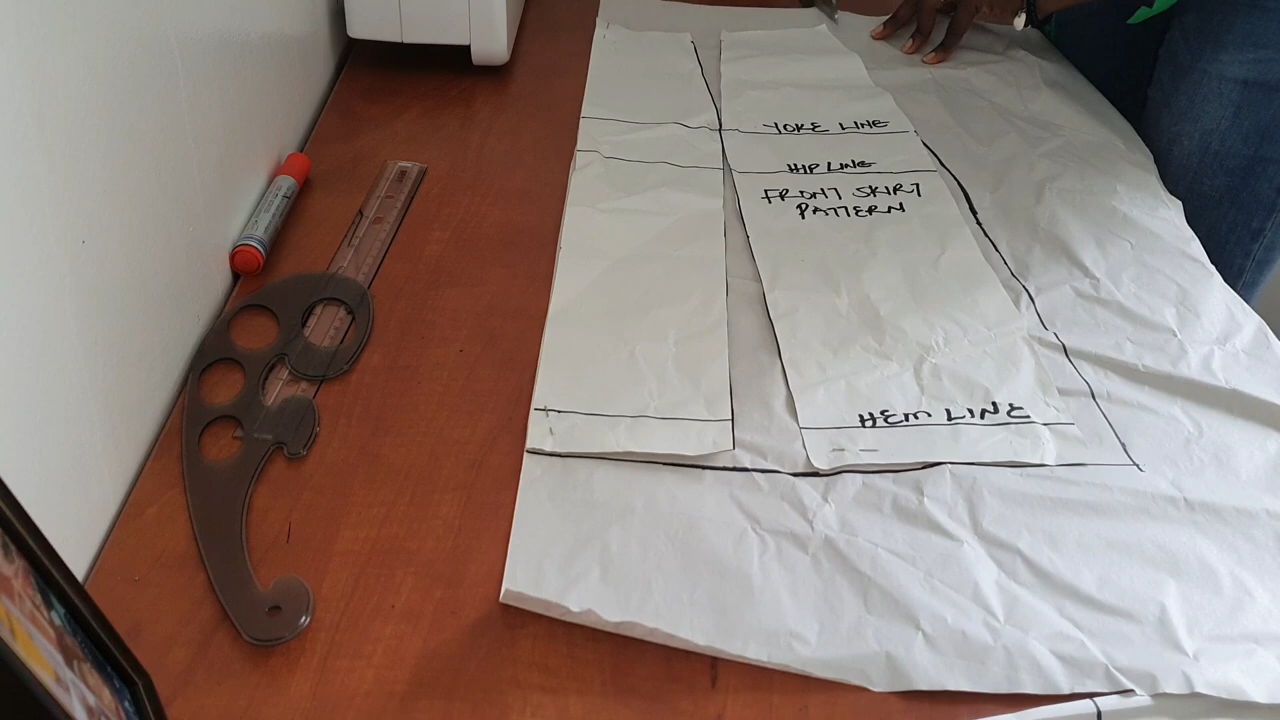 YOKE LINE
HIP LINE
FRONT SKIRT
PATTERN
HEM LINE